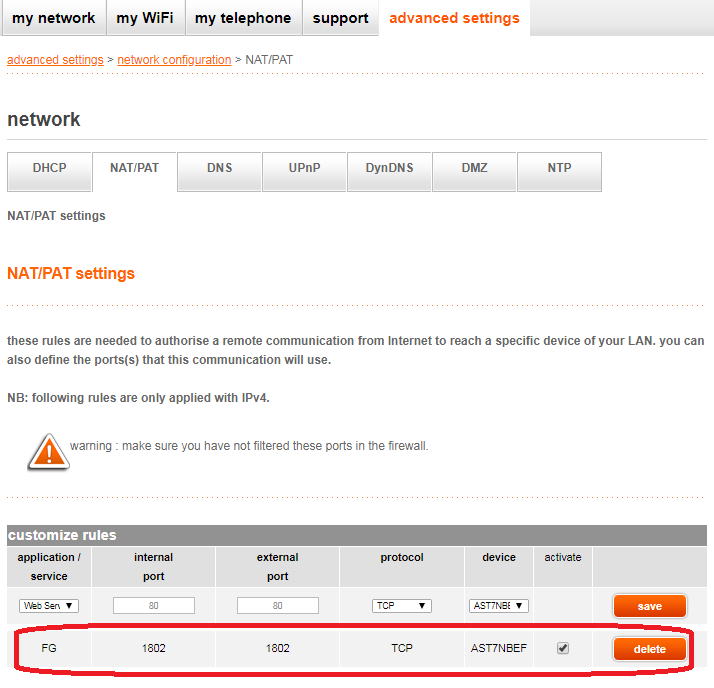 my network my WiFi my telephone support advanced settings
advanced settings > network configuration > NAT/PAT
network
DHCP NAT/PAT DNS UPnP DynDNS DMZ NTP
NAT/PAT settings
NAT/PAT settings
these rules are needed to authorise a remote communication from Internet to reach a specific device of your LAN. you can
also define the ports(s) that this communication will use.
NB: following rules are only applied with IPv4.
warning : make sure you have not filtered these ports in the firewall.
customize rules
application / internal external protocol device activate
service port port
Web Serv 80 80 TCP AST7NBE save
FG 1802 1802 TCP AST7NBEF delete